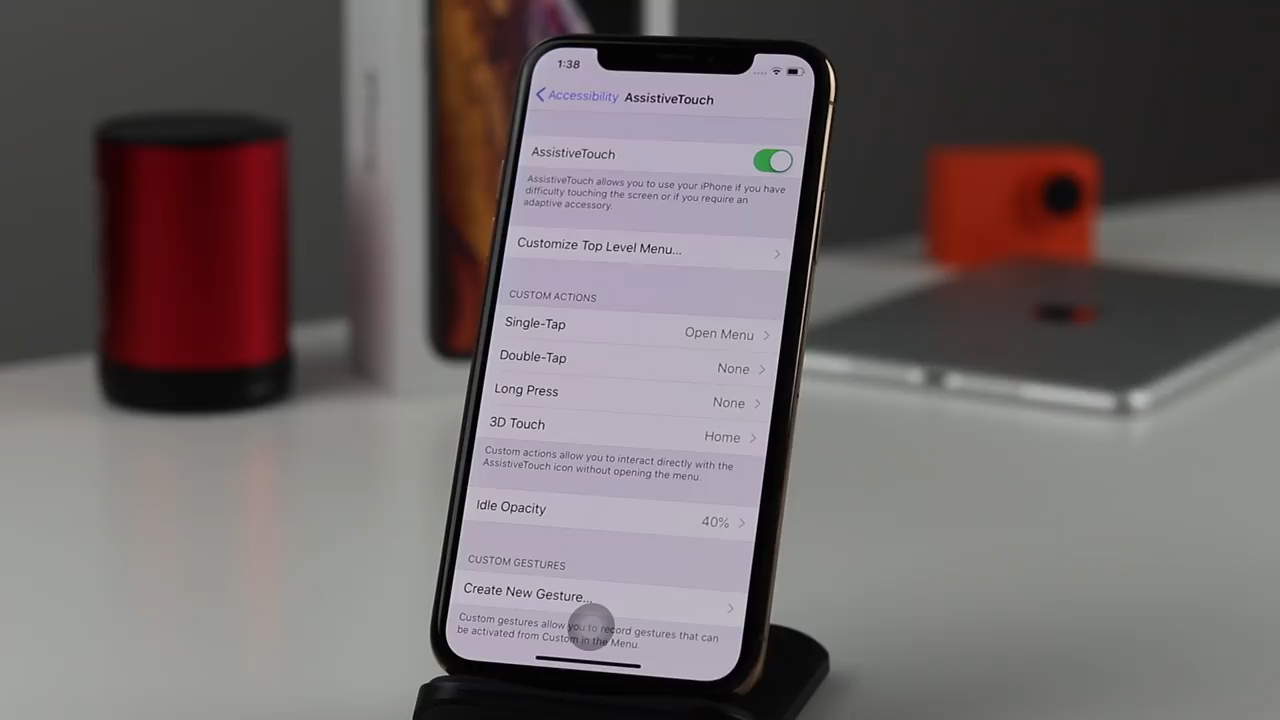 1:38
Accessibility AssistiveTouch
AssistiveTouch
AssistiveTouch allows you to use your iPhone if you have
difficulty touching the screen or if you require an
adaptive accessory.
Customize Top Level Menu...
CUSTOM ACTIONS
Single-Tap Open Menu
Double-Tap None
Long Press None
3D Touch Home
Custom actions allow you to interact directly with the
AssistiveTouch icon without opening the menu.
Idle Opacity 40%
CUSTOM GESTURES
Create New Gesture...
Custom gestures allow you to record gestures that can
be activated from Custom in the Menu.